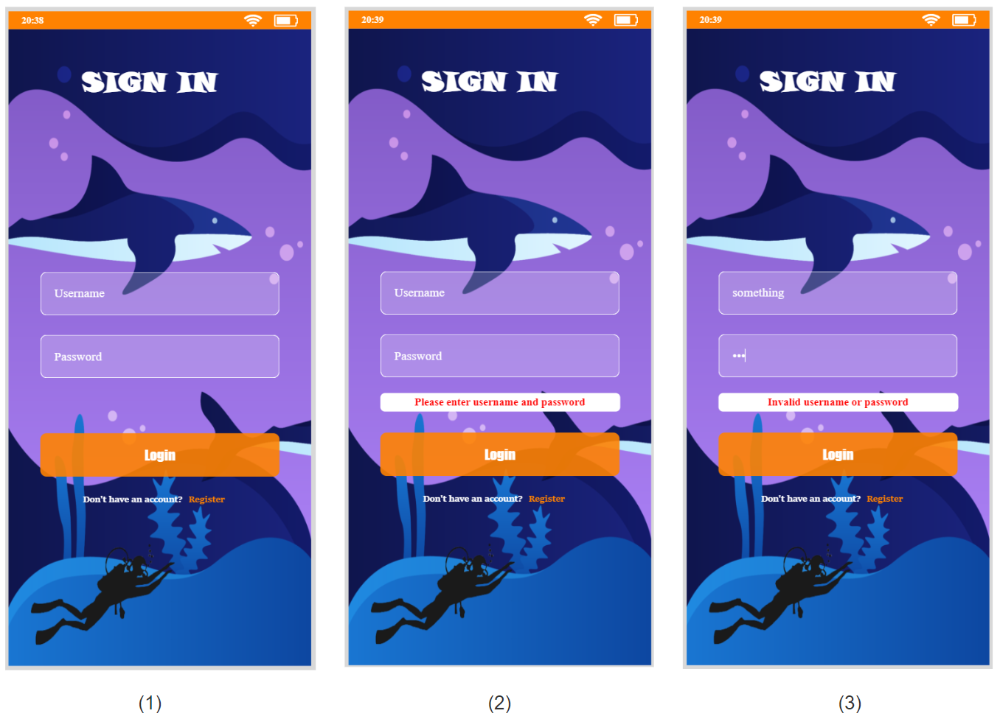 20:38
SIGN IN
Username
Password
Login
Don't have an account? Register
(1)
20:39
SIGN IN
Username
Password
Please enter username and password
Login
Don't have an account? Register
(2)
20:39
SIGN IN
something
•••
Invalid username or password
Login
Don't have an account? Register
(3)